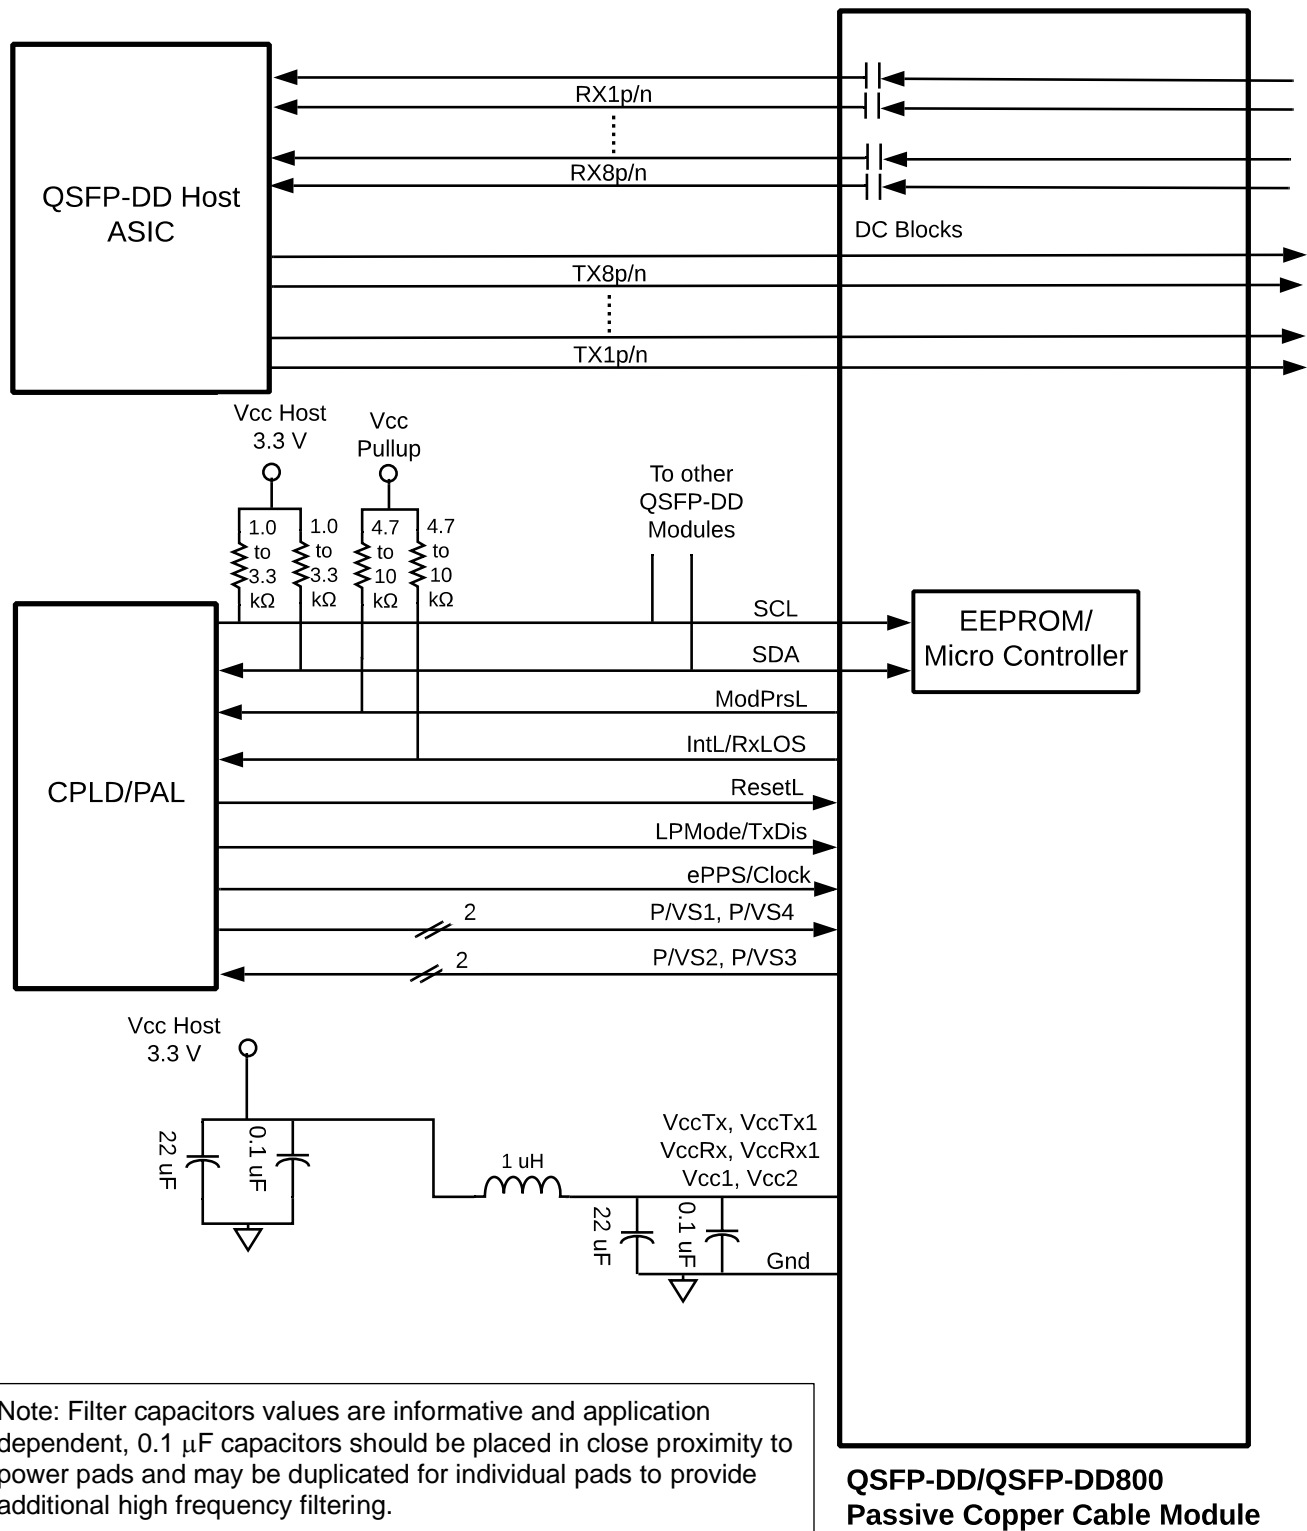 QSFP-DD Host
ASIC
RX1p/n
RX8p/n
DC Blocks
TX8p/n
TX1p/n
Vcc Host
3.3 V
Vcc
Pullup
To other
QSFP-DD
Modules
1.0
to
3.3
kΩ
1.0
to
3.3
kΩ
4.7
to
10
kΩ
4.7
to
10
kΩ
SCL
SDA
EEPROM/
Micro Controller
CPLD/PAL
ModPrsL
IntL/RxLOS
ResetL
LPMode/TxDis
ePPS/Clock
2
P/VS1, P/VS4
2
P/VS2, P/VS3
Vcc Host
3.3 V
22 uF
0.1 uF
1 uH
VccTx, VccTx1
VccRx, VccRx1
Vcc1, Vcc2
22 uF
0.1 uF
Gnd
Note: Filter capacitors values are informative and application
dependent, 0.1 μF capacitors should be placed in close proximity to
power pads and may be duplicated for individual pads to provide
additional high frequency filtering.
QSFP-DD/QSFP-DD800
Passive Copper Cable Module